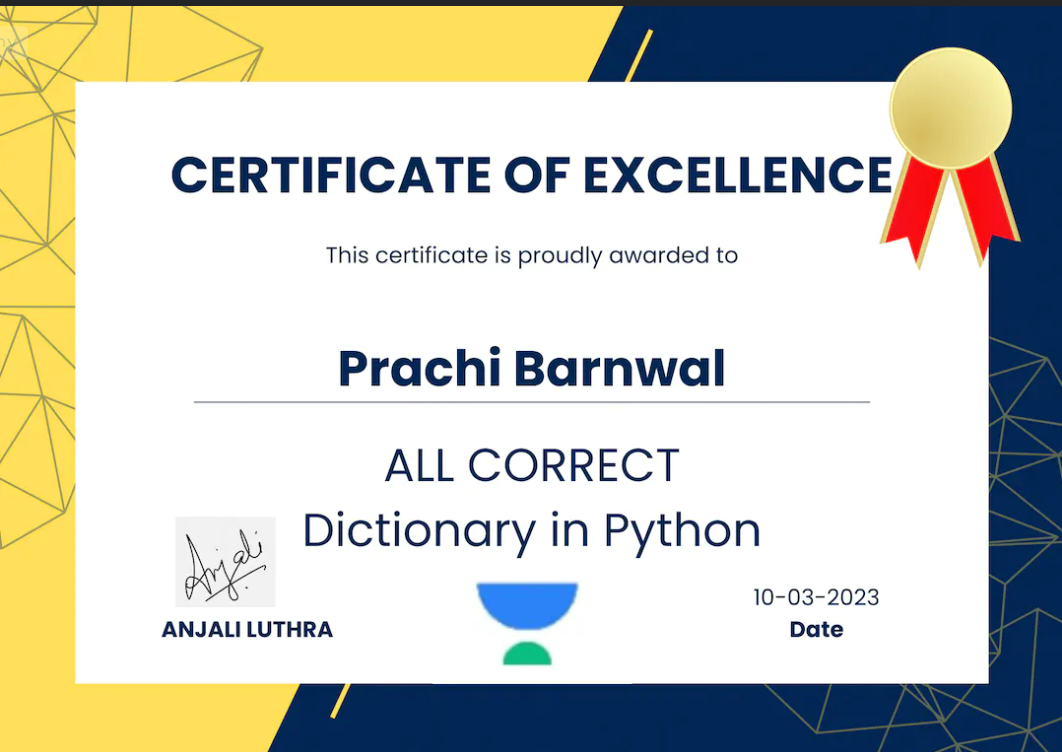 CERTIFICATE OF EXCELLENCE
This certificate is proudly awarded to
Prachi Barnwal
ALL CORRECT
Dictionary in Python
Anjali
ANJALI LUTHRA
10-03-2023
Date